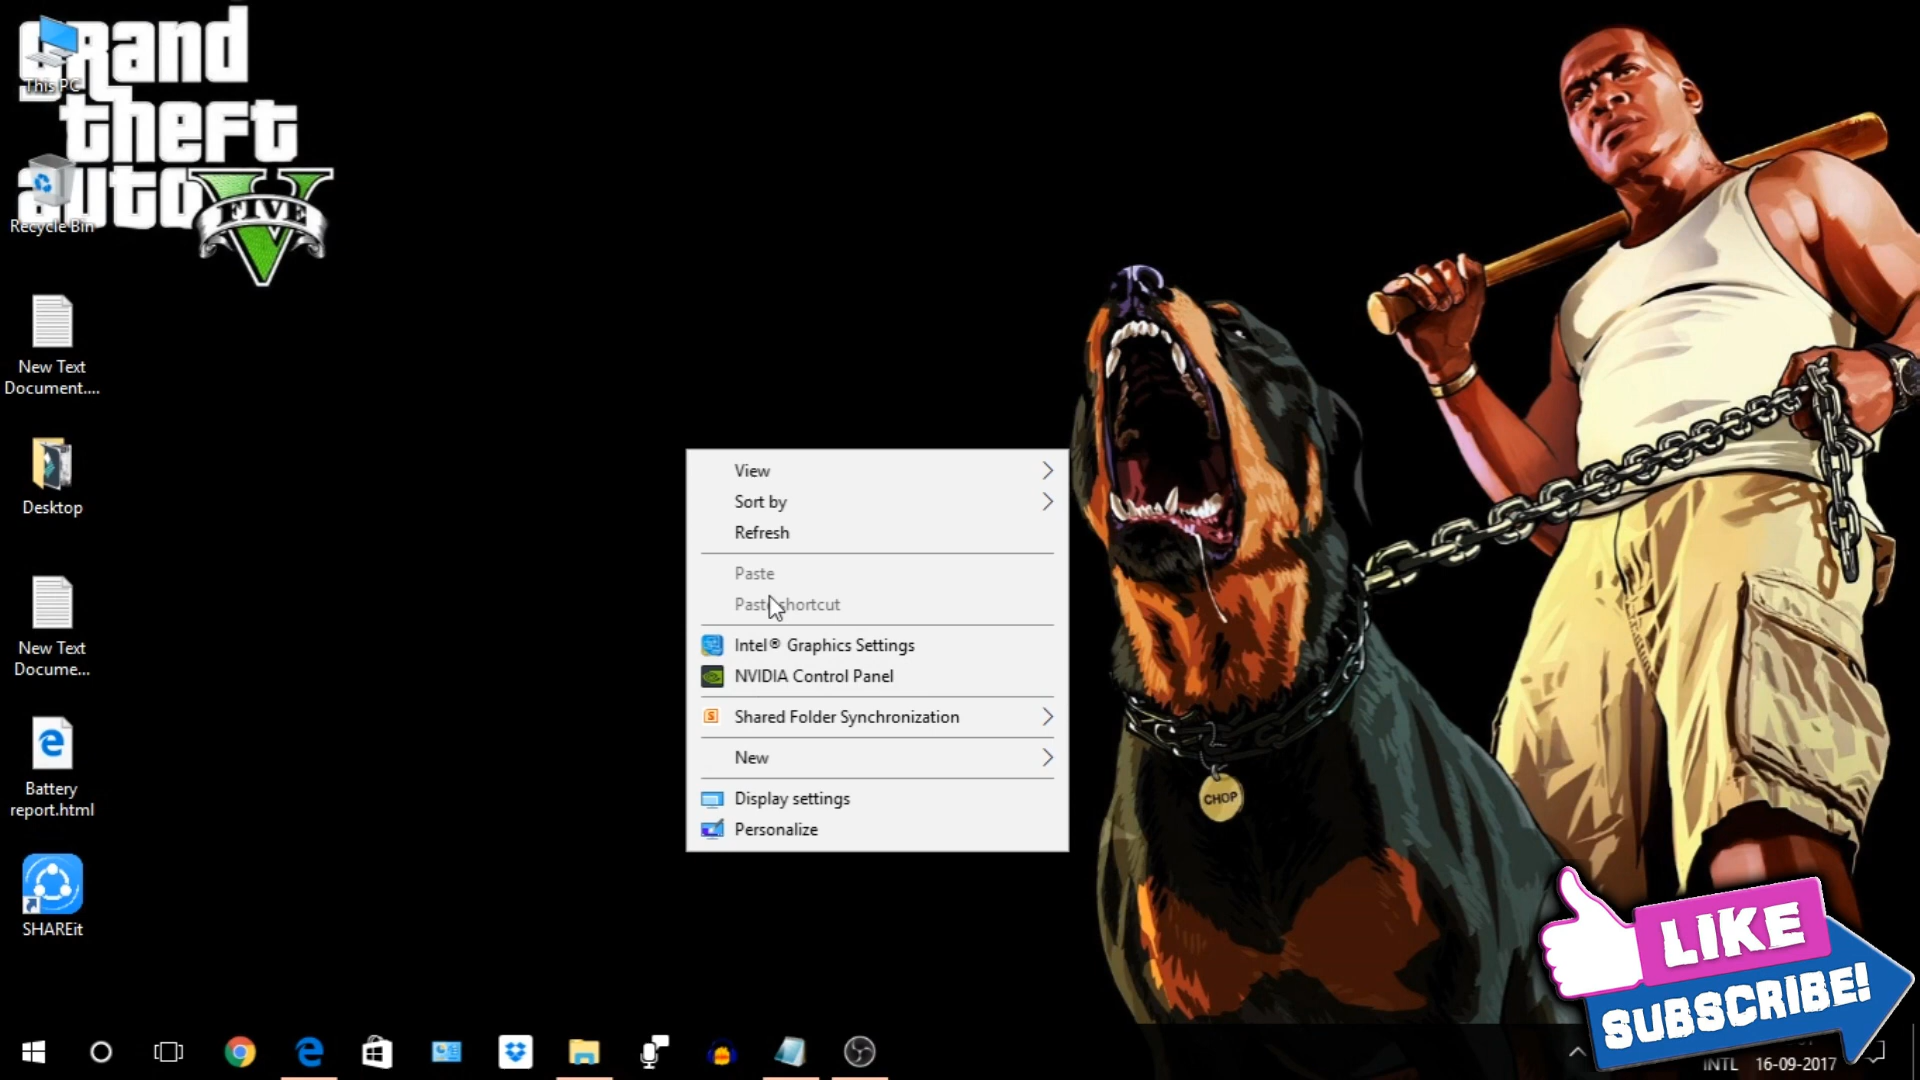 grand
theft
auto
FIVE
This PC
Recycle Bin
New Text
Document....
Desktop
New Text
Docume...
Battery
report.html
SHAREit
View
Sort by
Refresh
Paste
Paste shortcut
Intel® Graphics Settings
NVIDIA Control Panel
Shared Folder Synchronization
New
Display settings
Personalize
CHOP
LIKE
SUBSCRIBE!
INTL
16-09-2017